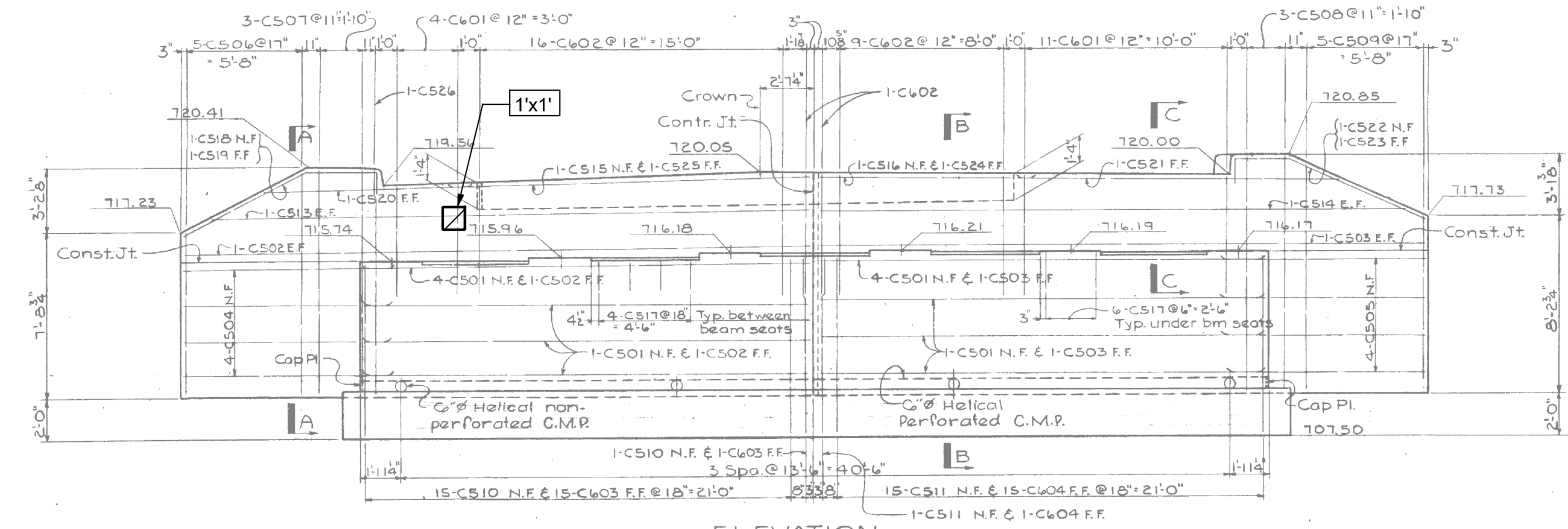 3-C507@11"=1'-10"
4-C601@12"=3'-0"
3-C508@11"=1'-10"
3"
5-C506@17"
= 5'-8"
11"
11"
1'-0"
1'-0"
16-C602@12"=15'-0"
3"
9-C602@12"=8'-0"
1'-0"
11-C601@12"=10'-0"
1'-0"
11"
5-C509@17"
= 5'-8"
3"
2'-7¼"
1-C526
1'x1'
Crown
1-C602
Contr. Jt.
720.41
A
B
C
720.85
1-C518 N.F
1-C519 F.F
719.56
1'-4"
720.05
720.00
1'-4"
1-C522 N.F
1-C523 F.F
1-C515 N.F. & 1-C525 F.F.
1-C516 N.F. & 1-C524 F.F.
1-C521 F.F.
1-C520 F.F.
717.23
717.73
1-C513 E.F.
1-C514 E.F.
715.74
715.96
716.18
716.21
716.19
716.17
Const. Jt.
1-C502 E.F
1-C503 E.F.
Const. Jt.
4-C501 N.F. & 1-C502 F.F
4-C501 N.F & 1-C503 F.F
C
4-C504 N.F.
4-C505 N.F.
7'-8¾"
8'-2¾"
4½"
4-C517@18"
= 4'-6"
Typ. between
beam seats
3"
6-C517@6"=2'-6"
Typ. under bm seats
1-C501 N.F. & 1-C502 F.F.
1-C501 N.F. & 1-C503 F.F.
Cap Pl.
Cap Pl.
6"Ø Helical non-
perforated C.M.P.
6"Ø Helical
perforated C.M.P.
2'-0"
2'-0"
A
B
707.50
1-C510 N.F. & 1-C603 F.F.
1'-11¼"
3 Spa.@13'-6"=40'-6"
1'-11¼"
15-C510 N.F. & 15-C603 F.F.@18"=21'-0"
8"
3"
3"
8"
15-C511 N.F. & 15-C604 F.F.@18"=21'-0"
1-C511 N.F. & 1-C604 F.F.
ELEVATION